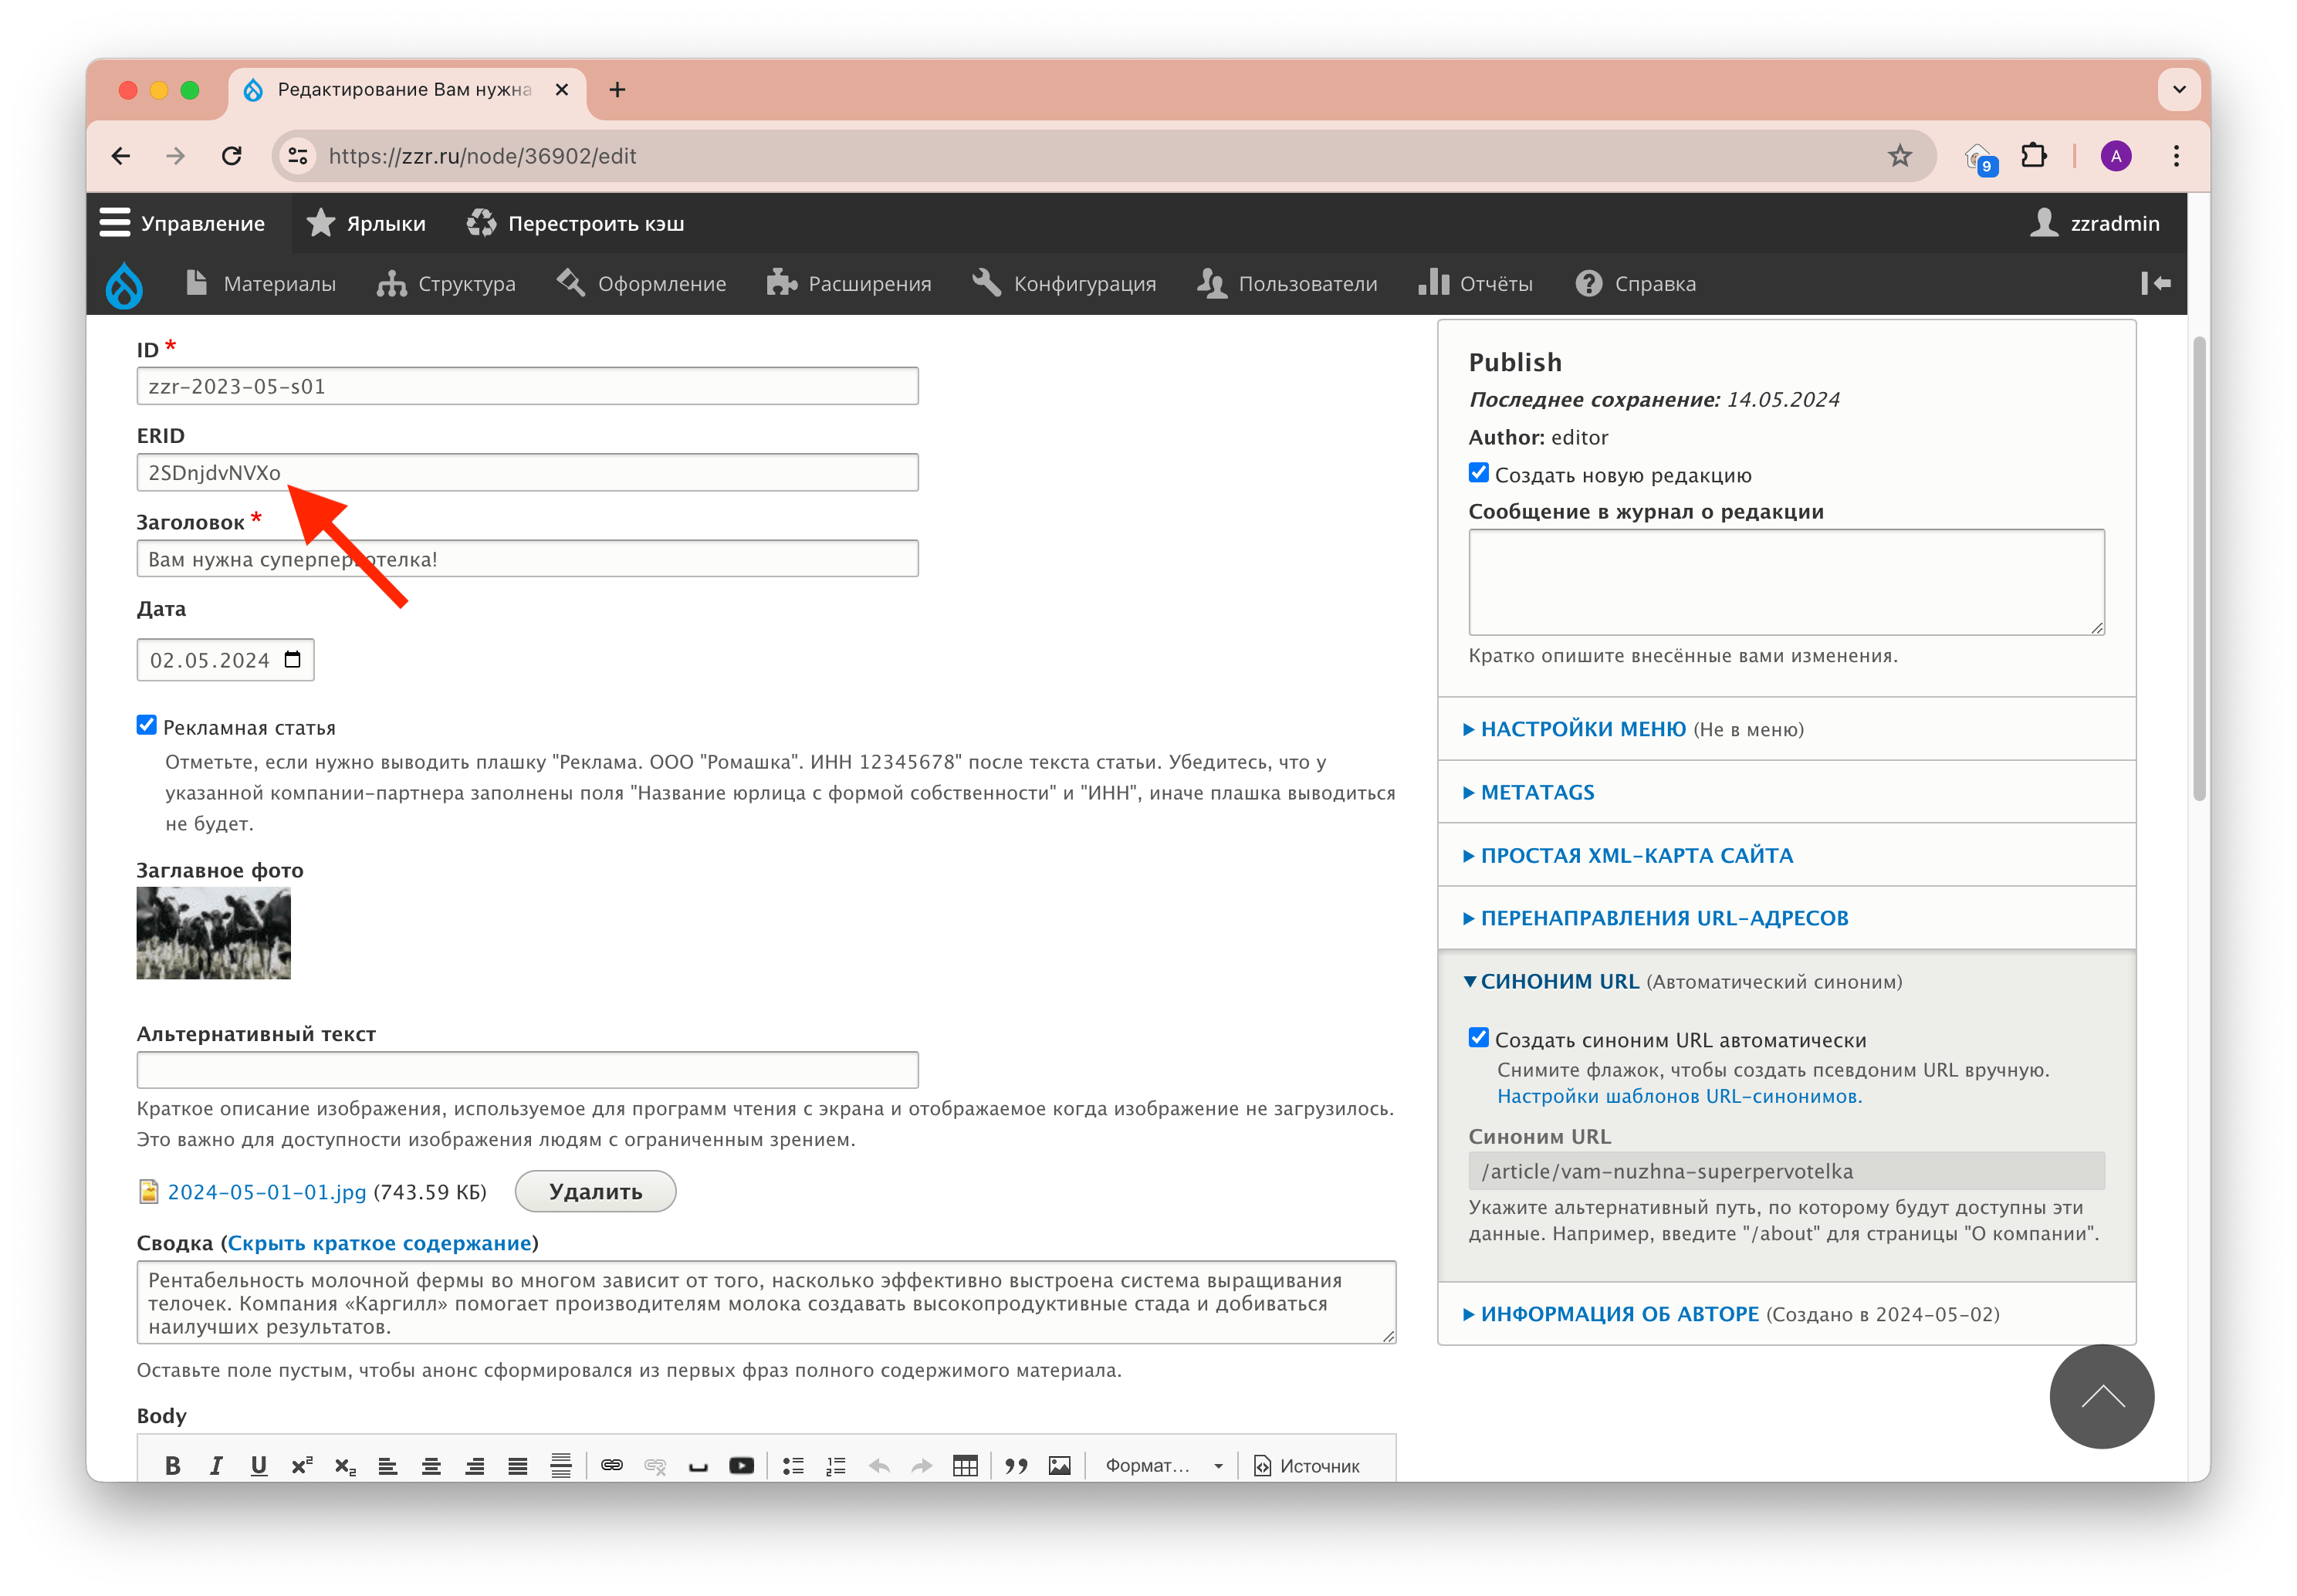 Редактирование Вам нужна
https://zzr.ru/node/36902/edit
9
A
Управление
Ярлыки
Перестроить кэш
zzradmin
Материалы
Структура
Оформление
Расширения
Конфигурация
Пользователи
Отчёты
Справка
ID *
zzr-2023-05-s01
ERID
2SDnjdvNVXo
Заголовок *
Вам нужна суперпервотелка!
Дата
02.05.2024
Рекламная статья
Отметьте, если нужно выводить плашку "Реклама. ООО "Ромашка". ИНН 12345678" после текста статьи. Убедитесь, что у
указанной компании-партнера заполнены поля "Название юрлица с формой собственности" и "ИНН", иначе плашка выводиться
не будет.
Заглавное фото
Альтернативный текст
Краткое описание изображения, используемое для программ чтения с экрана и отображаемое когда изображение не загрузилось.
Это важно для доступности изображения людям с ограниченным зрением.
2024-05-01-01.jpg (743.59 КБ)
Удалить
Сводка (Скрыть краткое содержание)
Рентабельность молочной фермы во многом зависит от того, насколько эффективно выстроена система выращивания
телочек. Компания «Каргилл» помогает производителям молока создавать высокопродуктивные стада и добиваться
наилучших результатов.
Оставьте поле пустым, чтобы анонс сформировался из первых фраз полного содержимого материала.
Body
Формат...
Источник
Publish
Последнее сохранение: 14.05.2024
Author: editor
Создать новую редакцию
Сообщение в журнал о редакции
Кратко опишите внесённые вами изменения.
НАСТРОЙКИ МЕНЮ (Не в меню)
METATAGS
ПРОСТАЯ XML-КАРТА САЙТА
ПЕРЕНАПРАВЛЕНИЯ URL-АДРЕСОВ
СИНОНИМ URL (Автоматический синоним)
Создать синоним URL автоматически
Снимите флажок, чтобы создать псевдоним URL вручную.
Настройки шаблонов URL-синонимов.
Синоним URL
/article/vam-nuzhna-superpervotelka
Укажите альтернативный путь, по которому будут доступны эти
данные. Например, введите "/about" для страницы "О компании".
ИНФОРМАЦИЯ ОБ АВТОРЕ (Создано в 2024-05-02)